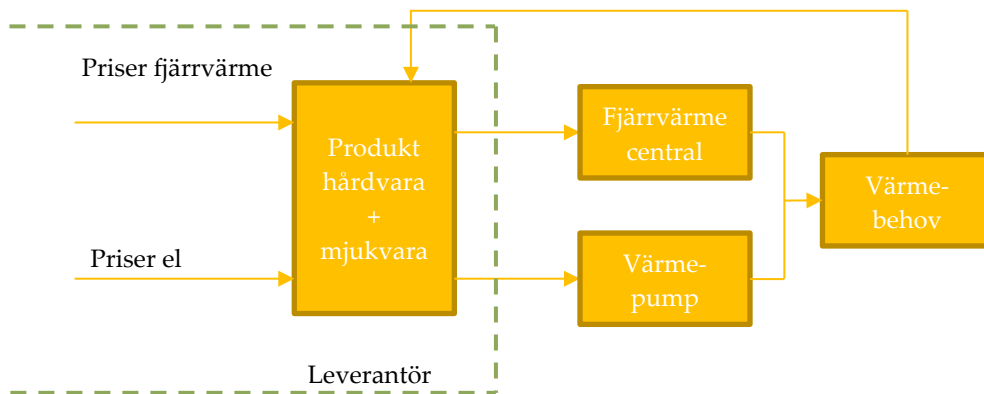 Priser fjärrvärme
Produkt
hårdvara
+
mjukvara
Fjärrvärme
central
Värme-
behov
Priser el
Värme-
pump
Leverantör